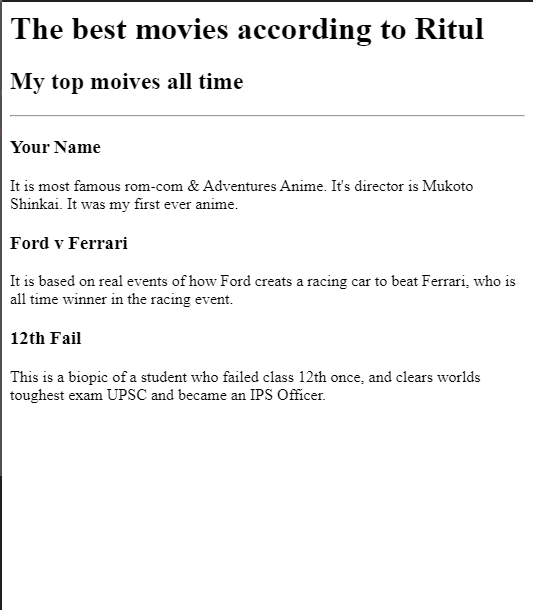 The best movies according to Ritul
My top moives all time
Your Name
It is most famous rom-com & Adventures Anime. It's director is Mukoto
Shinkai. It was my first ever anime.
Ford v Ferrari
It is based on real events of how Ford creats a racing car to beat Ferrari, who is
all time winner in the racing event.
12th Fail
This is a biopic of a student who failed class 12th once, and clears worlds
toughest exam UPSC and became an IPS Officer.